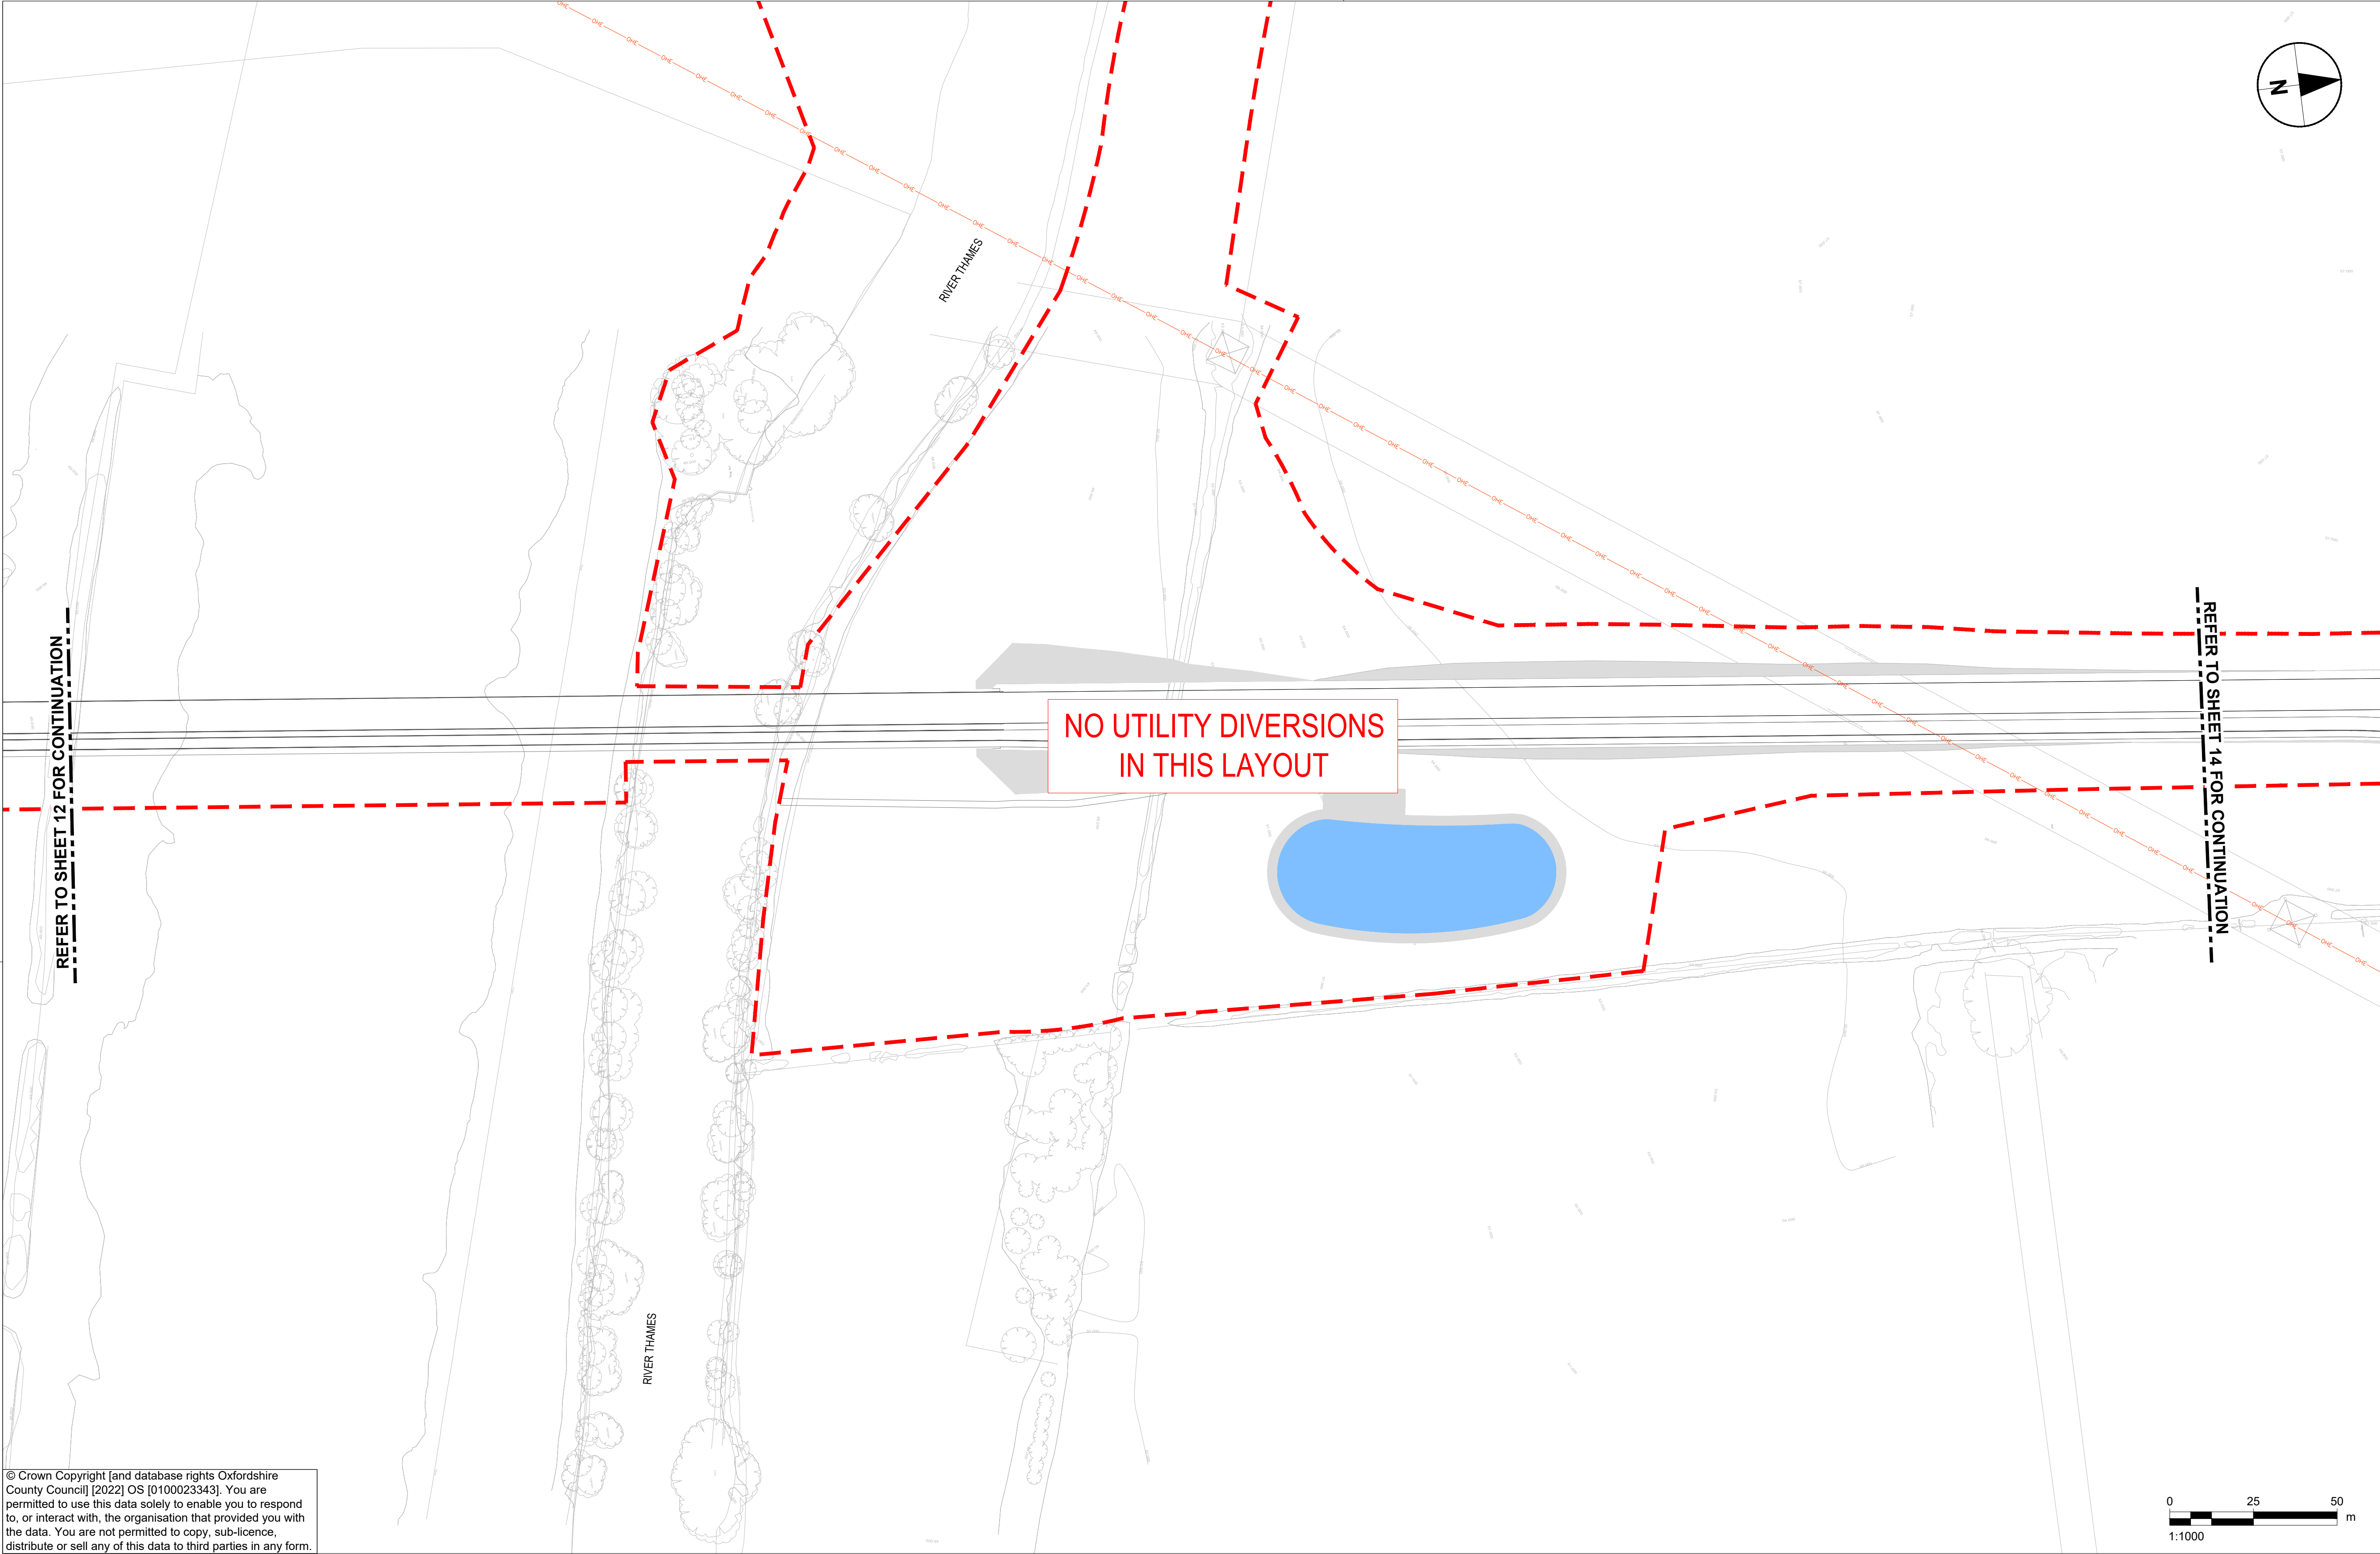 N
RIVER THAMES
REFER TO SHEET 12 FOR CONTINUATION
NO UTILITY DIVERSIONS
IN THIS LAYOUT
REFER TO SHEET 14 FOR CONTINUATION
RIVER THAMES
OHE
© Crown Copyright [and database rights Oxfordshire
County Council] [2022] OS [0100023343]. You are
permitted to use this data solely to enable you to respond
to, or interact with, the organisation that provided you with
the data. You are not permitted to copy, sub-licence,
distribute or sell any of this data to third parties in any form.
0 25 50
m
1:1000